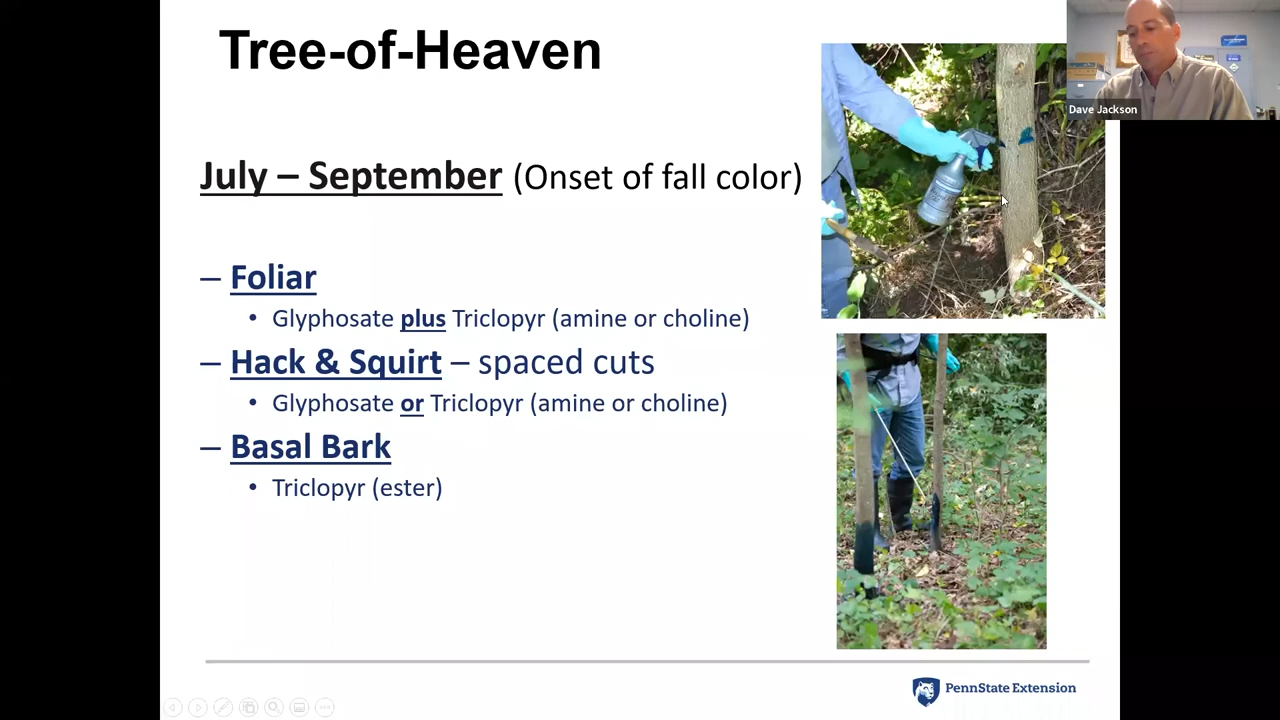 Tree-of-Heaven
Dave Jackson
July – September (Onset of fall color)
– Foliar
• Glyphosate plus Triclopyr (amine or choline)
– Hack & Squirt – spaced cuts
• Glyphosate or Triclopyr (amine or choline)
– Basal Bark
• Triclopyr (ester)
PennState Extension